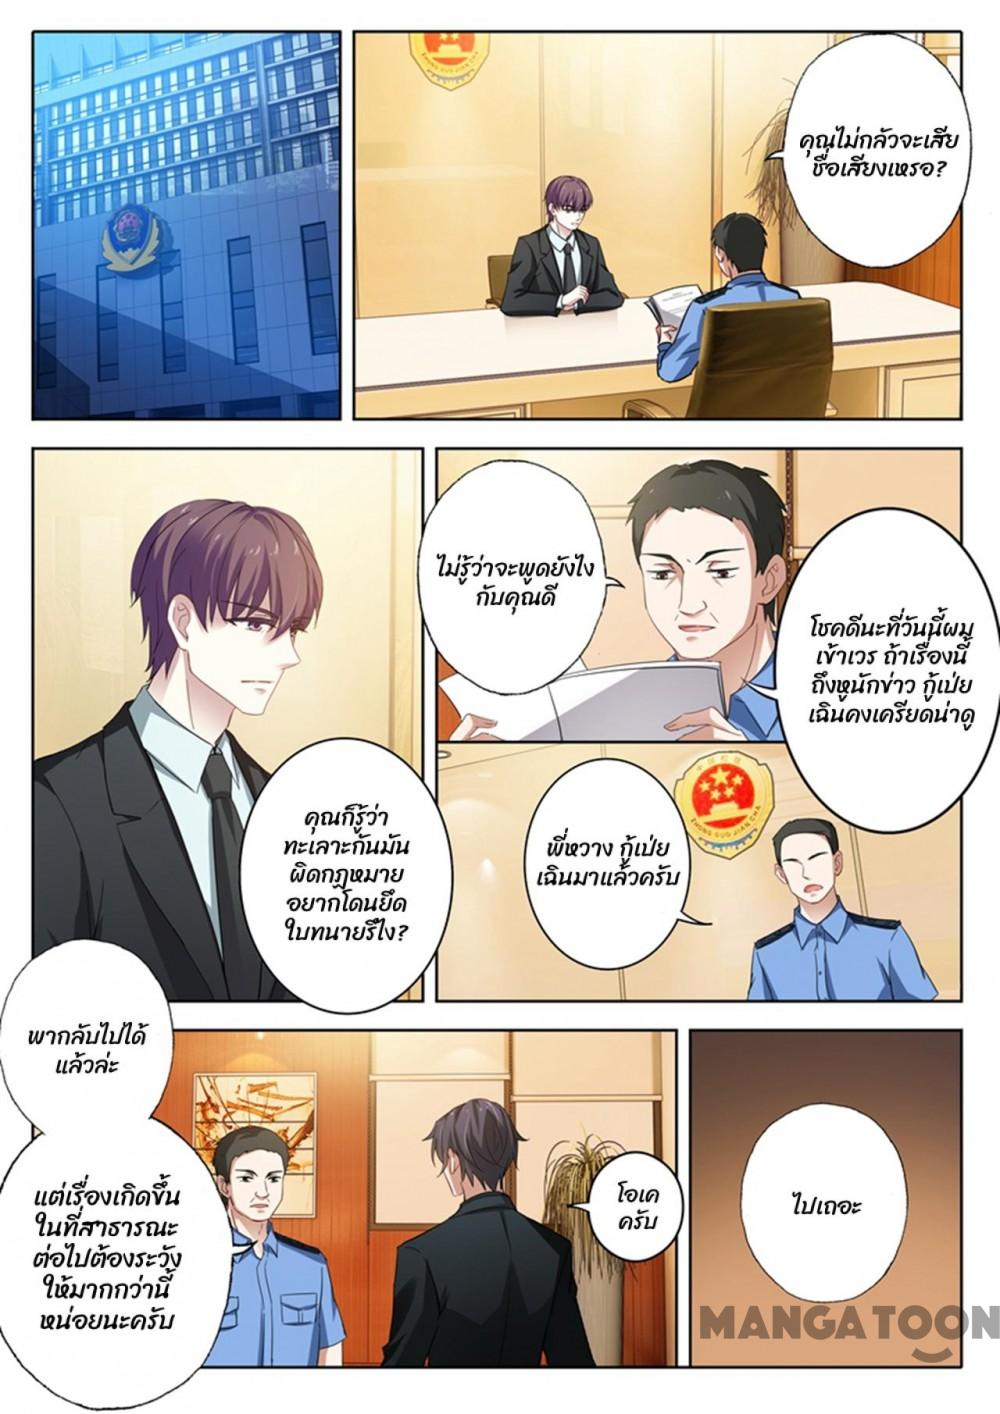 คุณไม่กลัวจะเสีย
ชื่อเสียงเหรอ?
ไม่รู้ว่าจะพูดยังไง
กับคุณดี
โชคดีนะที่วันนี้ผม
เข้าเวร ถ้าเรื่องนี้
ถึงหูนักข่าว กู้เป่ย
เฉินคงเครียดน่าดู
คุณก็รู้ว่า
ทะเลาะกันมัน
ผิดกฎหมาย
อยากโดนยึด
ใบทนายรึไง?
พี่หวาง กู้เป่ย
เฉินมาแล้วครับ
ZHONG GUO JIAN CHA
พากลับไปได้
แล้วล่ะ
แต่เรื่องเกิดขึ้น
ในที่สาธารณะ
ต่อไปต้องระวัง
ให้มากกว่านี้
หน่อยนะครับ
โอเค
ครับ
ไปเถอะ
MANGATOON